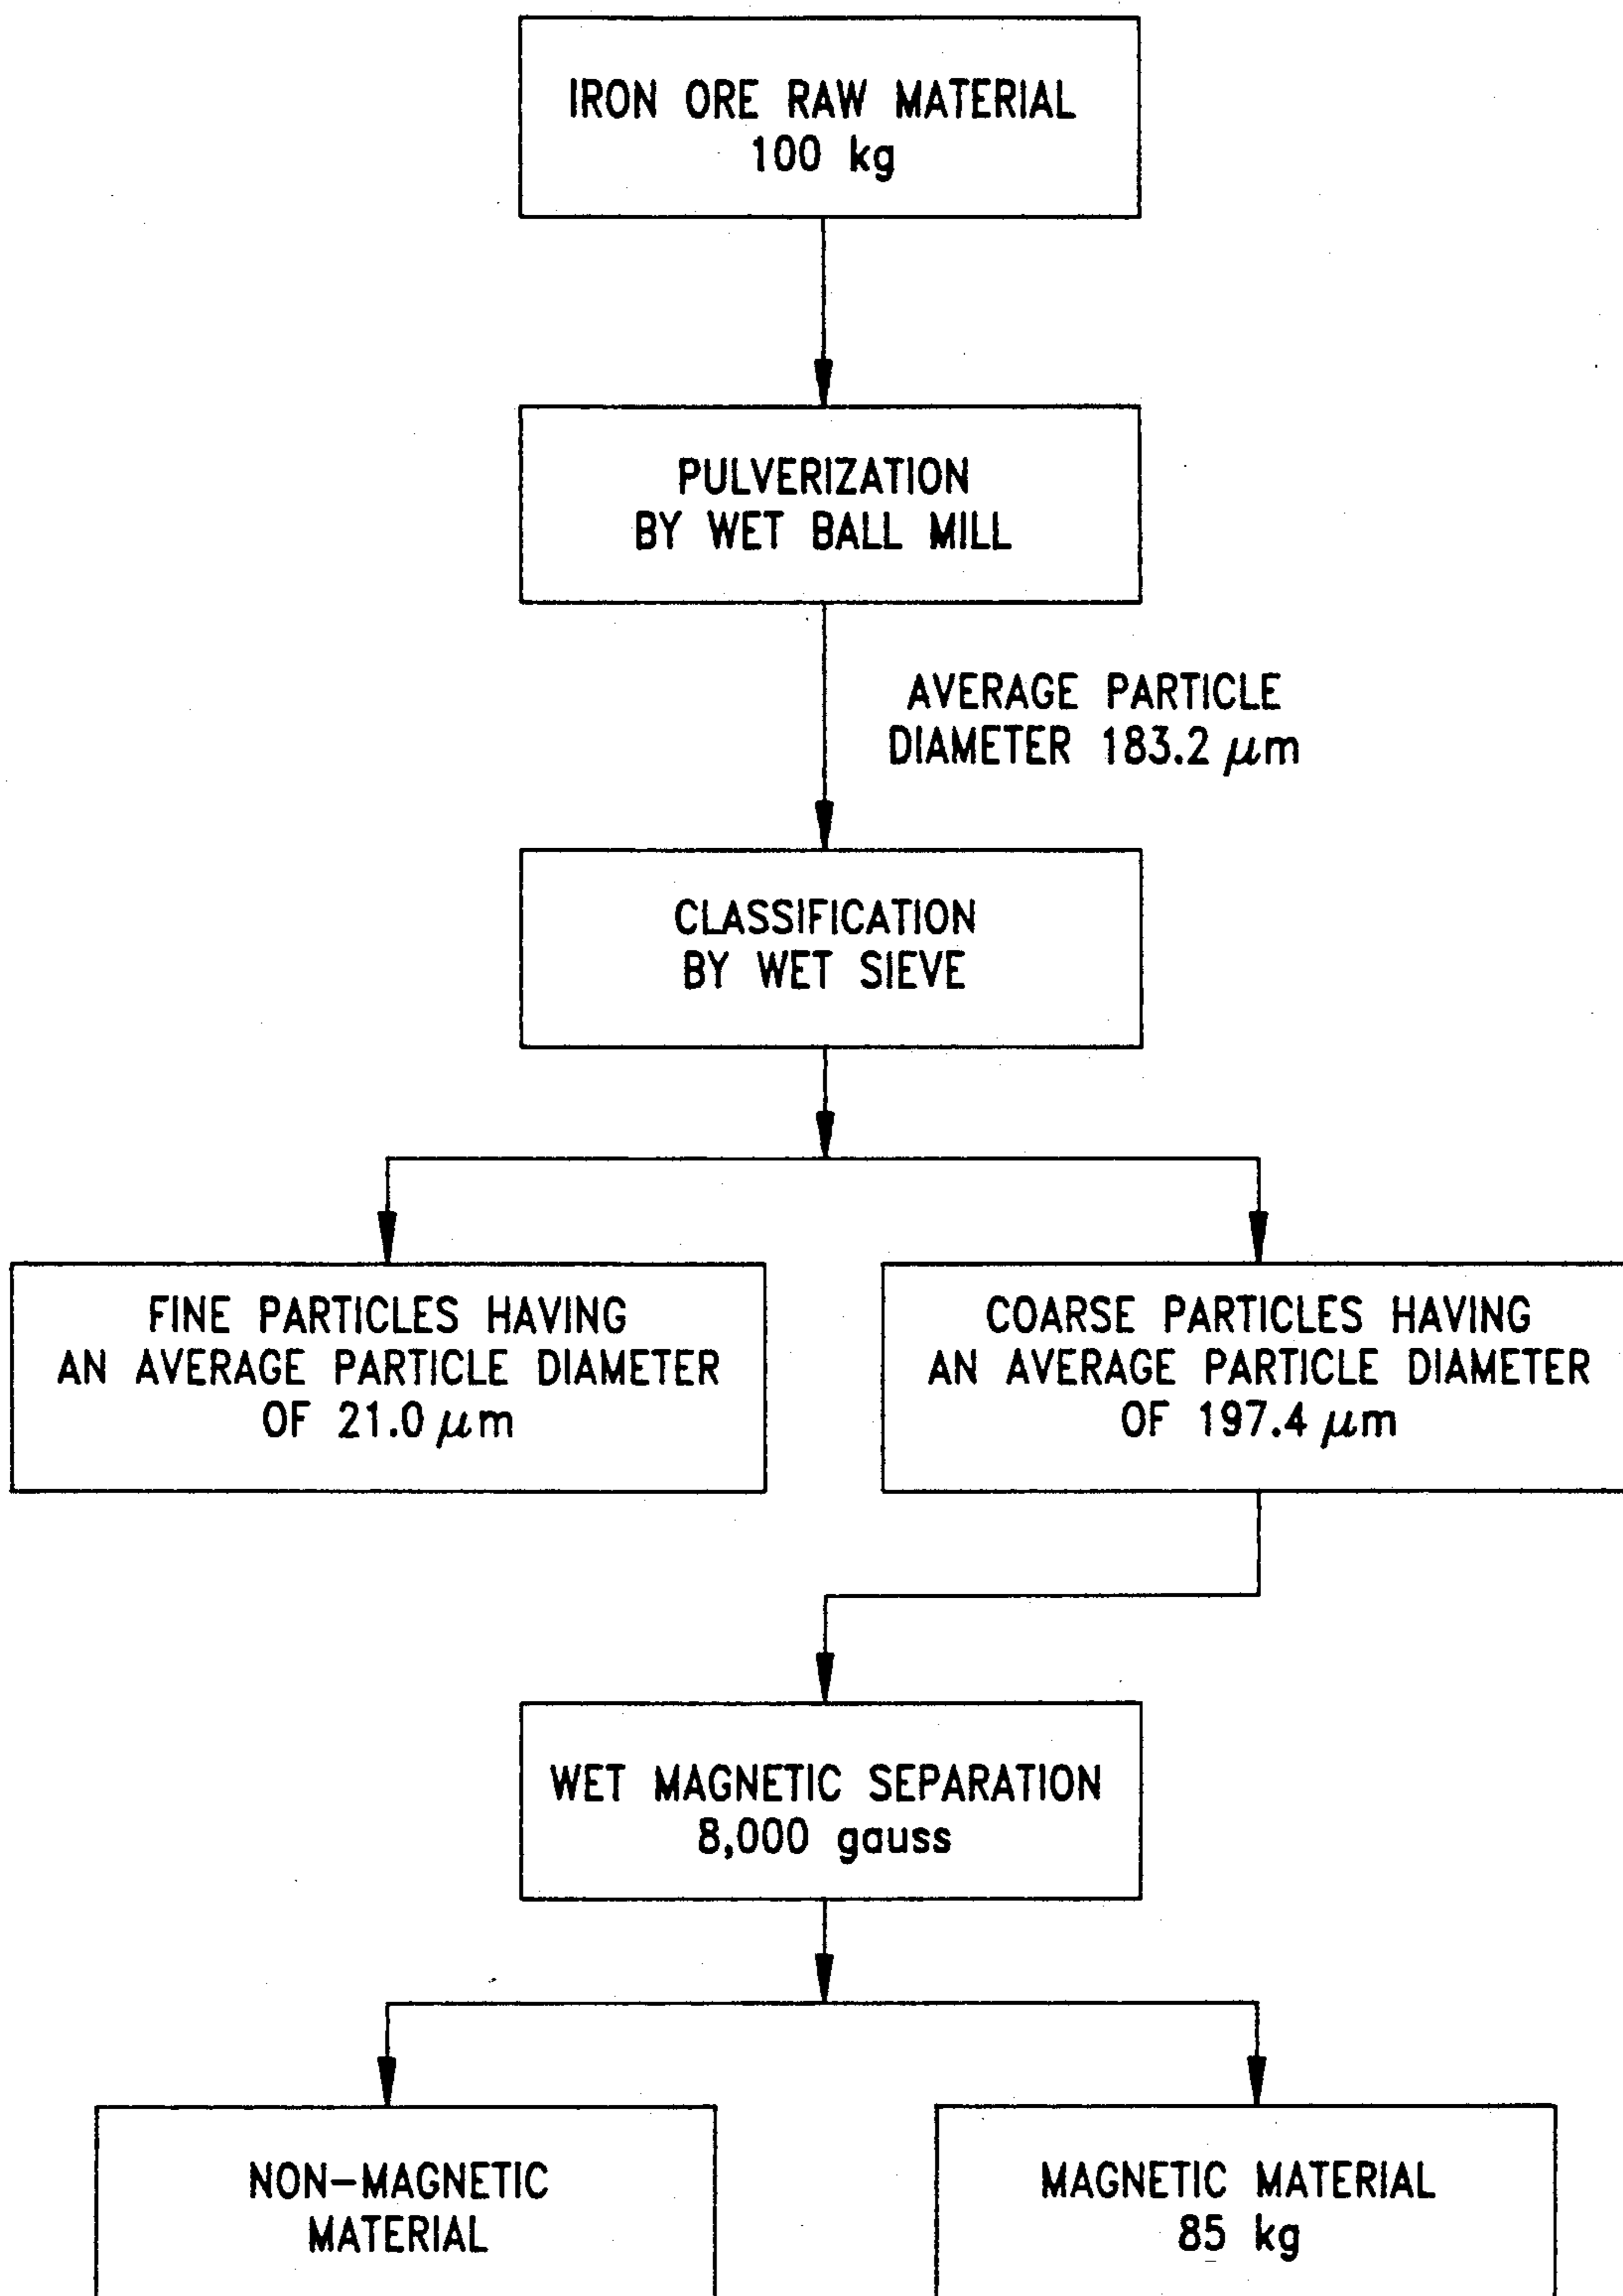 IRON ORE RAW MATERIAL
100 kg
PULVERIZATION
BY WET BALL MILL
AVERAGE PARTICLE
DIAMETER 183.2 μm
CLASSIFICATION
BY WET SIEVE
FINE PARTICLES HAVING
AN AVERAGE PARTICLE DIAMETER
OF 21.0 μm
COARSE PARTICLES HAVING
AN AVERAGE PARTICLE DIAMETER
OF 197.4 μm
WET MAGNETIC SEPARATION
8,000 gauss
NON-MAGNETIC
MATERIAL
MAGNETIC MATERIAL
85 kg